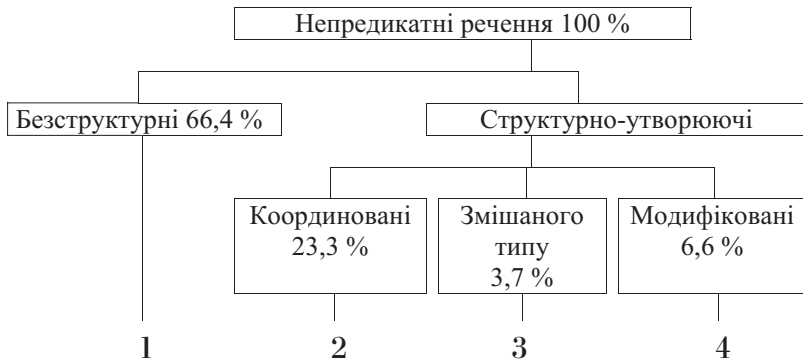 Непредикатні речення 100 %
Безструктурні 66,4 %
Структурно-утворюючі
Координовані
23,3 %
Змішаного
типу
3,7 %
Модифіковані
6,6 %
1
2
3
4